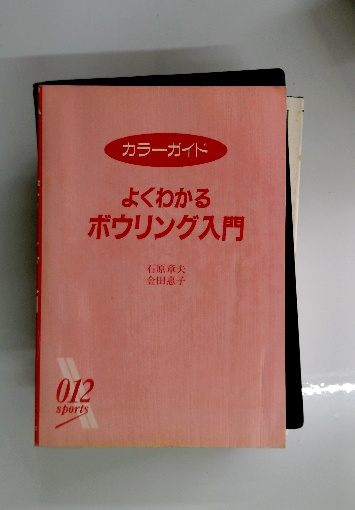 カラーガイド
よくわかる
ボウリング入門
石原章夫
金田惠子
012
sports